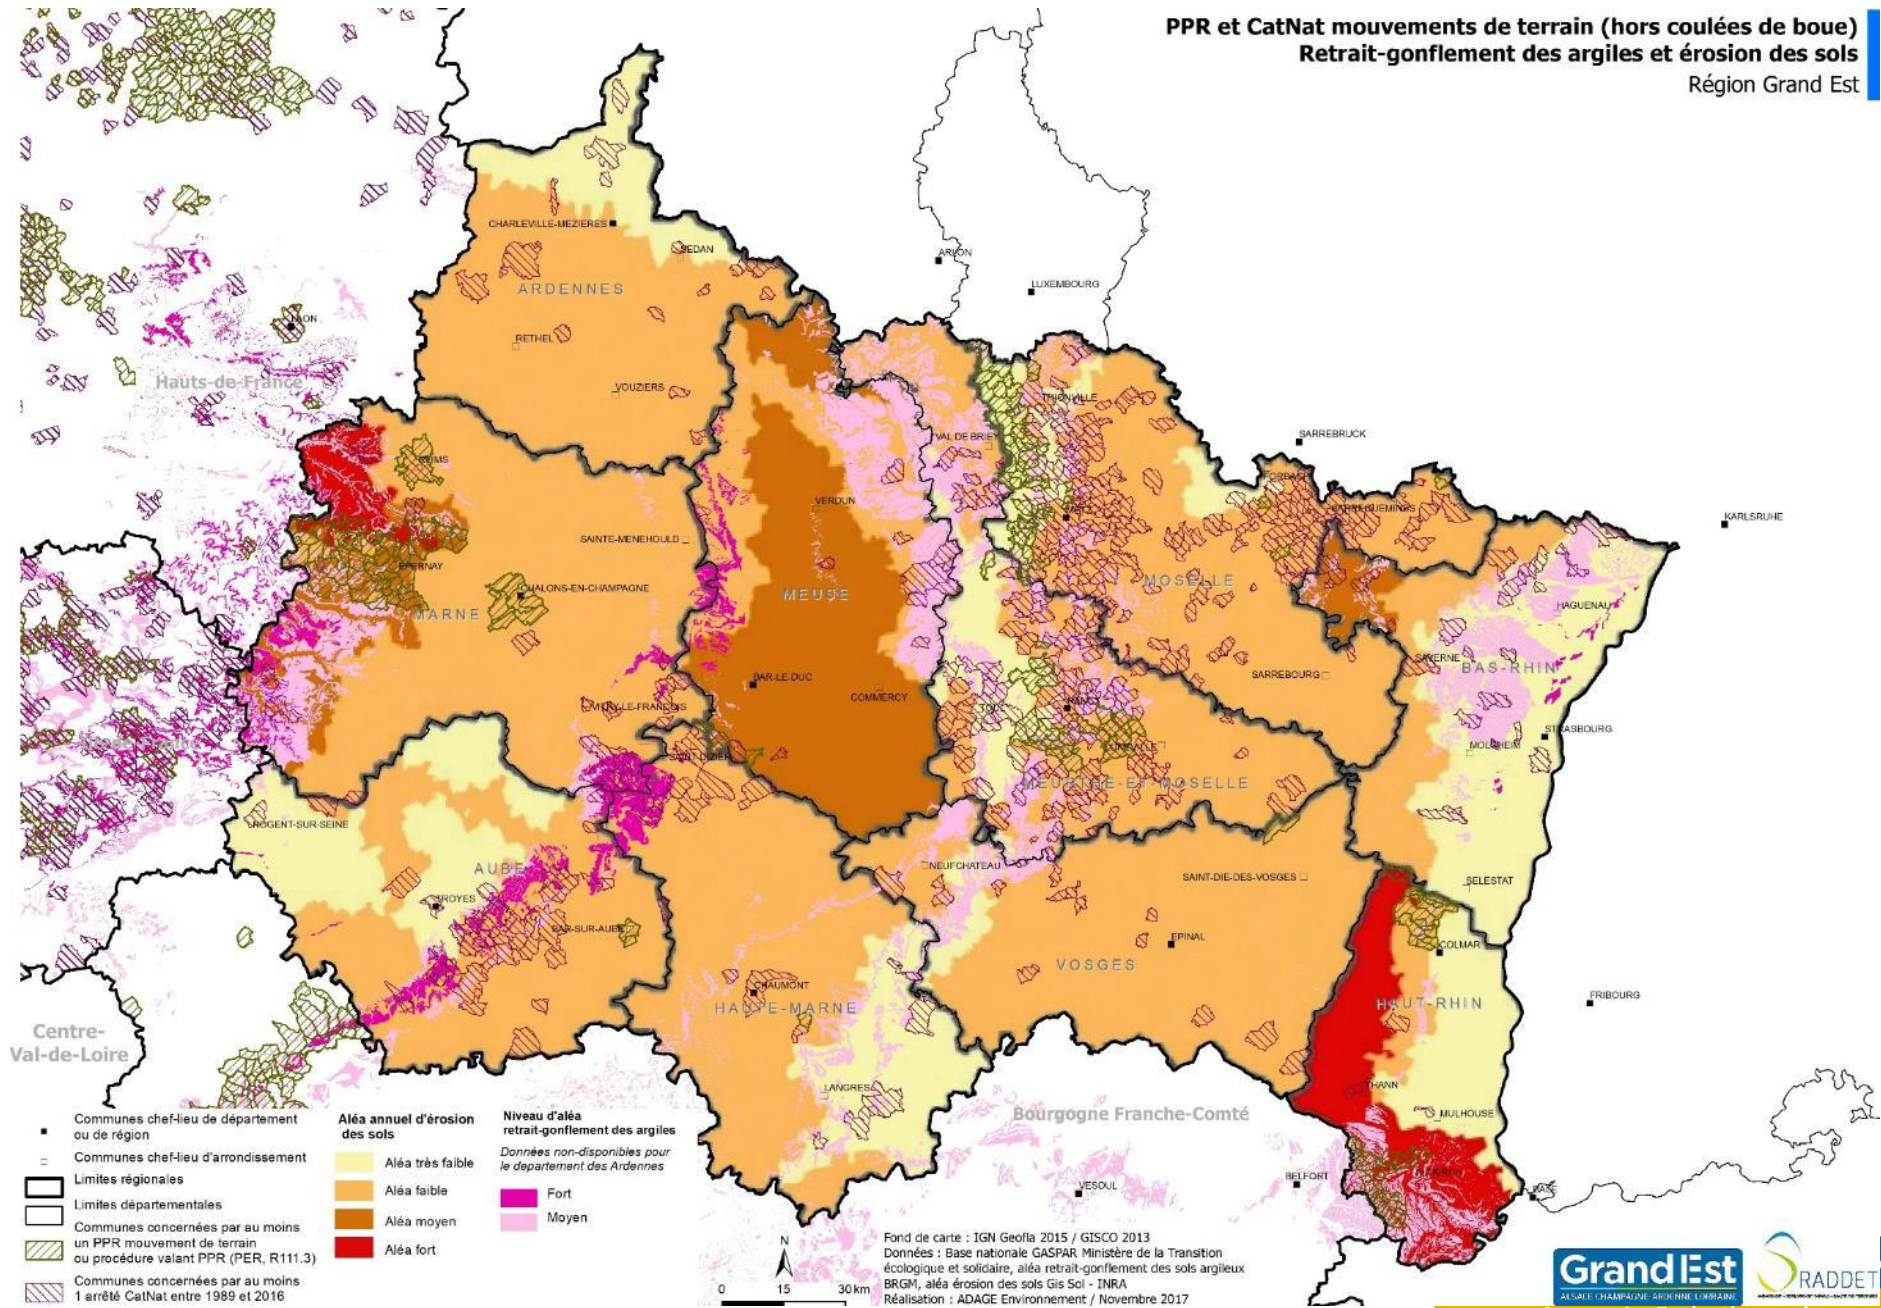 PPR et CatNat mouvements de terrain (hors coulées de boue)
Retrait-gonflement des argiles et érosion des sols
Région Grand Est
CHARLEVILLE-MEZIERES
SEDAN
ARLON
LUXEMBOURG
ARDENNES
LAON
RETHEL
VOUZIERS
Hauts-de-France
THIONVILLE
VAL DE BRIEY
SARREBRUCK
REIMS
FORBACH
VERDUN
SARREGUEMINES
METZ
KARLSRUHE
SAINTE-MENEHOULD
EPERNAY
CHALONS-EN-CHAMPAGNE
MEUSE
MOSELLE
MARNE
HAGUENAU
SAVERNE
BAS-RHIN
BAR-LE-DUC
COMMERCY
SARREBOURG
VITRY-LE-FRANCOIS
TOUL
NANCY
STRASBOURG
LUNEVILLE
MOLSHEIM
SAINT-DIZIER
MEURTHE-ET-MOSELLE
NOGENT-SUR-SEINE
AUBE
NEUFCHATEAU
SAINT-DIE-DES-VOSGES
SELESTAT
TROYES
BAR-SUR-AUBE
EPINAL
COLMAR
VOSGES
CHAUMONT
HAUTE-MARNE
HAUT-RHIN
FRIBOURG
Centre-
Val-de-Loire
LANGRES
THANN
MULHOUSE
Bourgogne Franche-Comté
BELFORT
VESOUL
ALTKIRCH
BALE
Communes chef-lieu de département
ou de région
Communes chef-lieu d'arrondissement
Limites régionales
Limites départementales
Communes concernées par au moins
un PPR mouvement de terrain
ou procédure valant PPR (PER, R111.3)
Communes concernées par au moins
1 arrêté CatNat entre 1989 et 2016
Aléa annuel d'érosion
des sols
Aléa très faible
Aléa faible
Aléa moyen
Aléa fort
Niveau d'aléa
retrait-gonflement des argiles
Données non-disponibles pour
le departement des Ardennes
Fort
Moyen
N
0 15 30 km
Fond de carte : IGN Geofla 2015 / GISCO 2013
Données : Base nationale GASPAR Ministère de la Transition
écologique et solidaire, aléa retrait-gonflement des sols argileux
BRGM, aléa érosion des sols Gis Sol - INRA
Réalisation : ADAGE Environnement / Novembre 2017
Grand Est
ALSACE CHAMPAGNE-ARDENNE LORRAINE
SRADDET